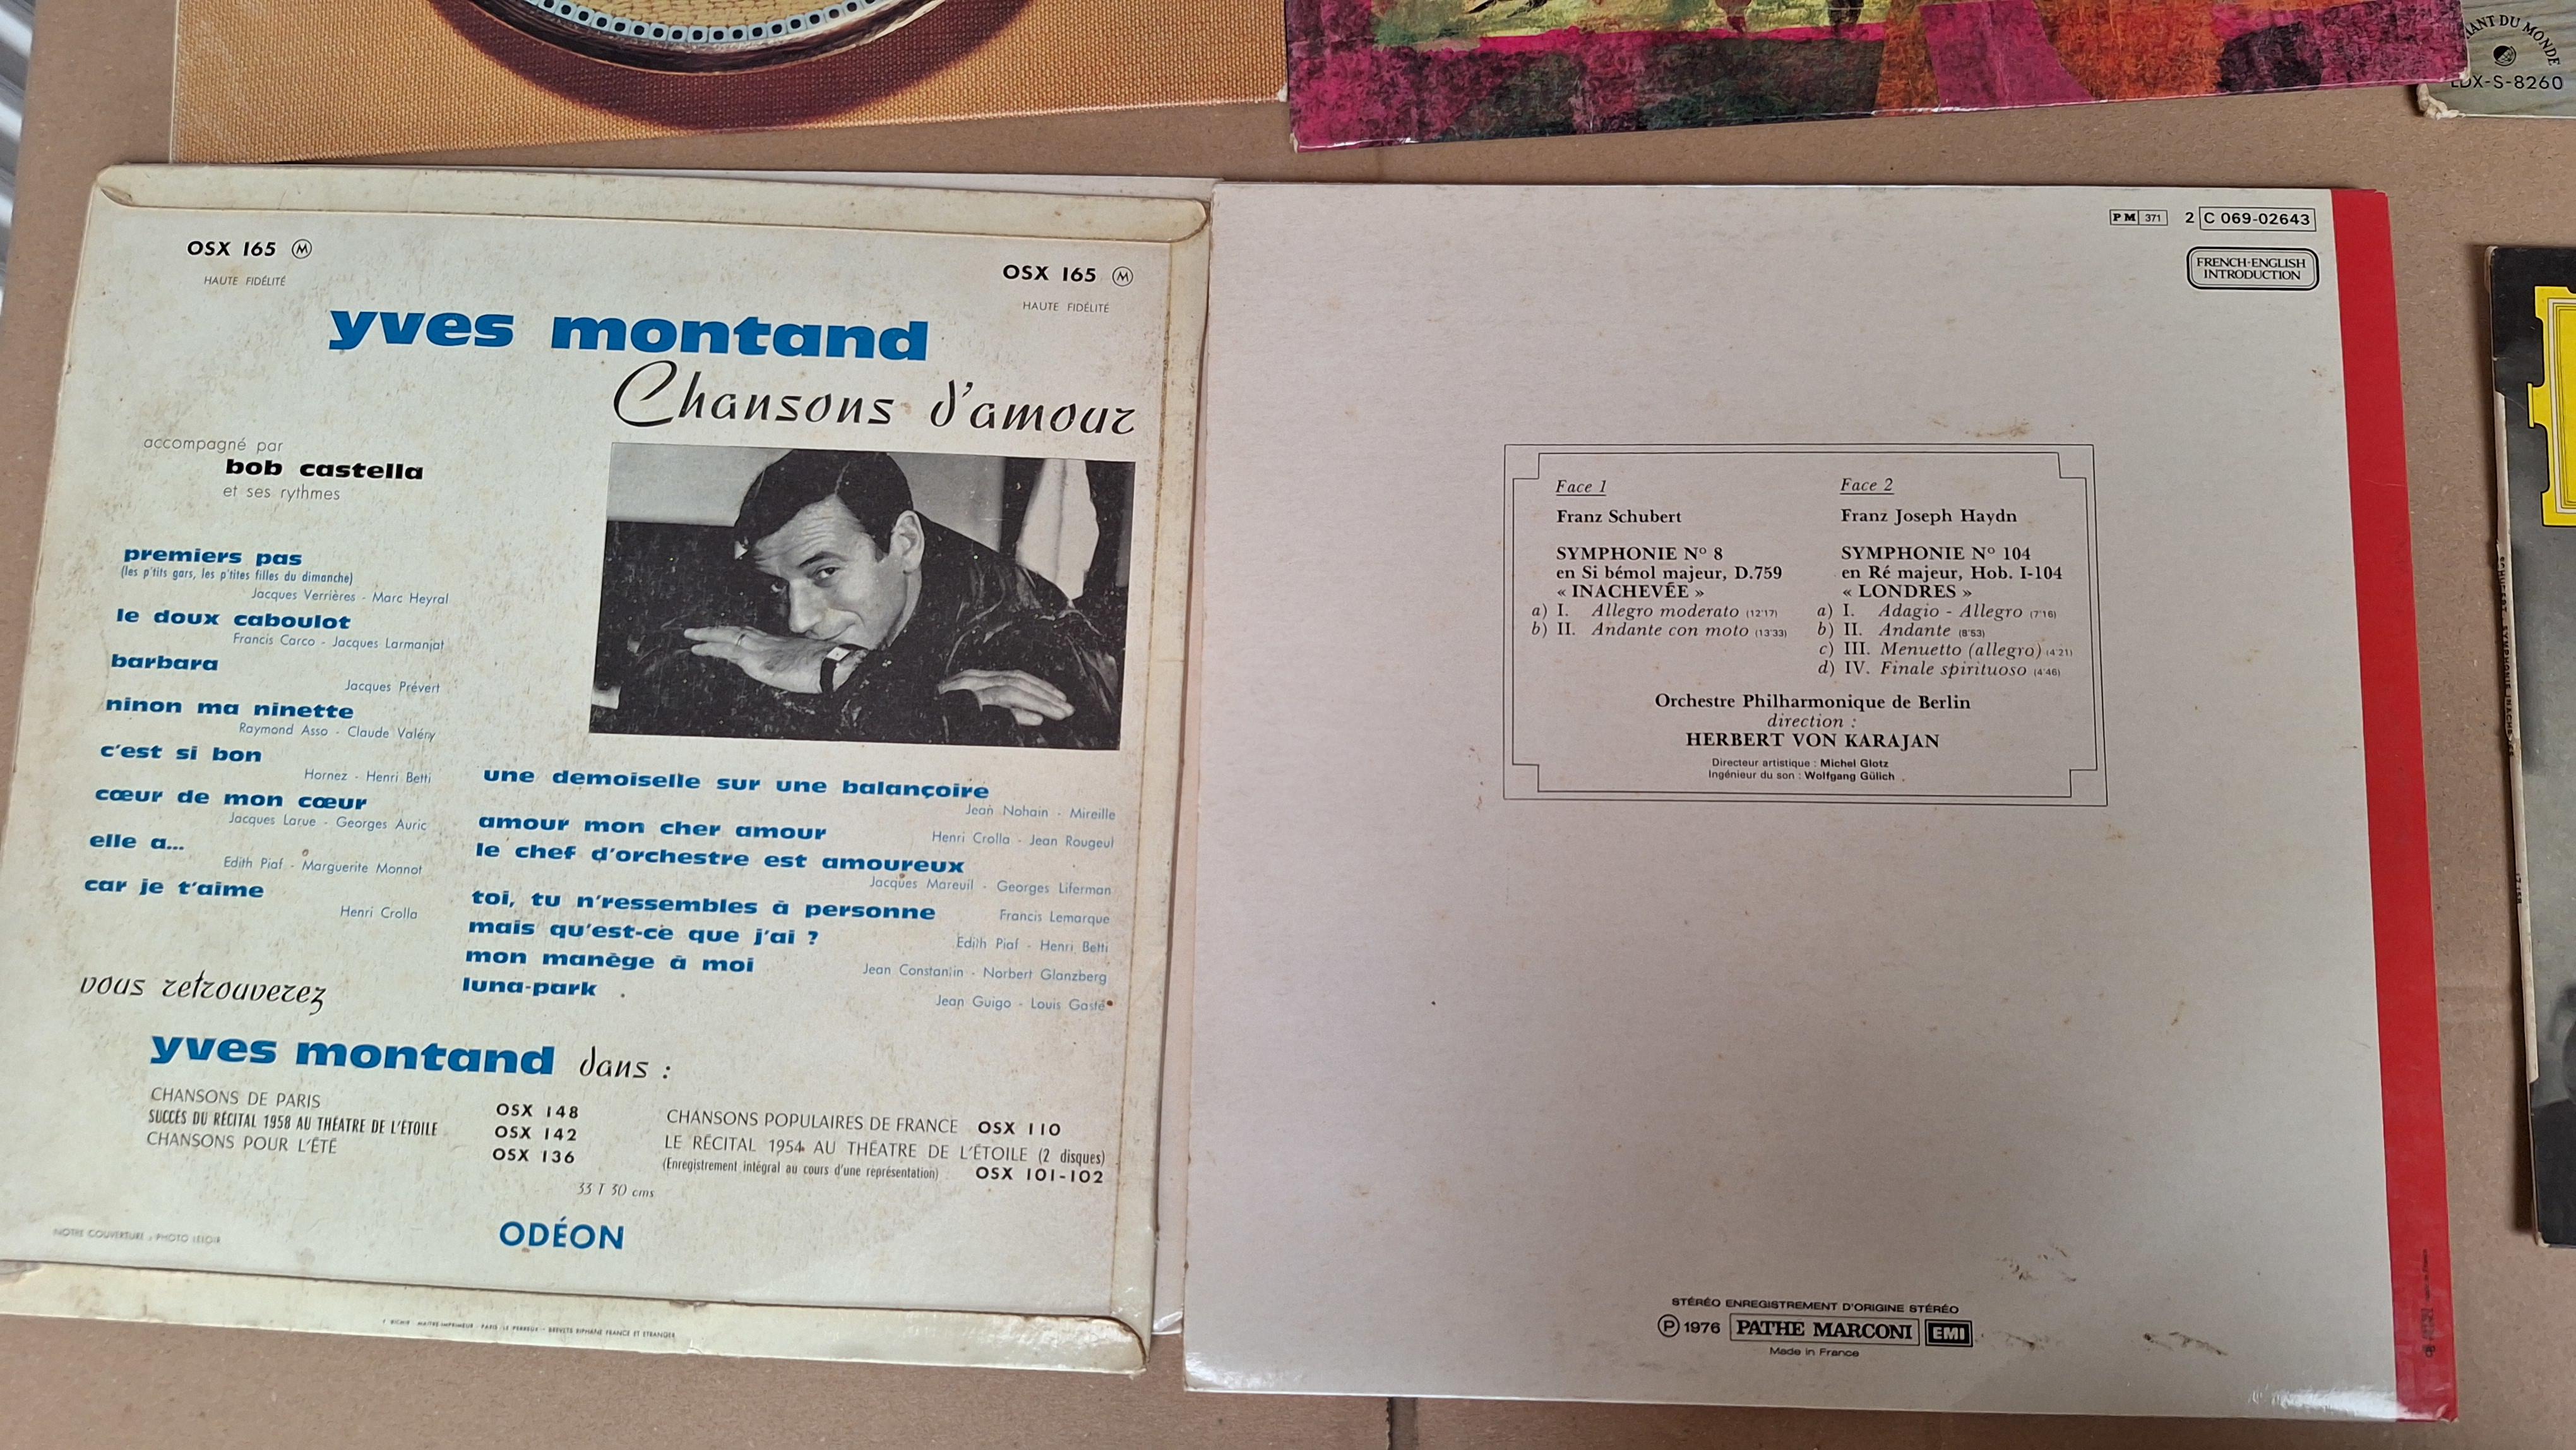 CHANT DU MONDE
LDX-S-8260
OSX 165 Ⓜ
HAUTE FIDÉLITÉ
OSX 165 Ⓜ
HAUTE FIDÉLITÉ
yves montand
Chansons d'amour
accompagné par
bob castella
et ses rythmes
premiers pas
(les p'tits gars, les p'tites filles du dimanche)
Jacques Verrières - Marc Heyral
le doux caboulot
Francis Carco - Jacques Larmanjat
barbara
Jacques Prévert
ninon ma ninette
Raymond Asso - Claude Valéry
c'est si bon
Hornez - Henri Betti
cœur de mon cœur
Jacques Larue - Georges Auric
elle a...
Edith Piaf - Marguerite Monnot
car je t'aime
Henri Crolla
une demoiselle sur une balançoire
Jean Nohain - Mireille
amour mon cher amour
Henri Crolla - Jean Rougeul
le chef d'orchestre est amoureux
Jacques Mareuil - Georges Liferman
toi, tu n'ressembles à personne
Francis Lemarque
mais qu'est-ce que j'ai ?
Edith Piaf - Henri Betti
mon manège à moi
Jean Constantin - Norbert Glanzberg
luna-park
Jean Guigo - Louis Gasté
vous retrouverez
yves montand dans :
CHANSONS DE PARIS OSX 148
SUCCÈS DU RÉCITAL 1958 AU THÉATRE DE L'ÉTOILE OSX 142
CHANSONS POUR L'ÉTÉ OSX 136
CHANSONS POPULAIRES DE FRANCE OSX 110
LE RÉCITAL 1954 AU THÉATRE DE L'ÉTOILE (2 disques)
(Enregistrement intégral au cours d'une représentation) OSX 101-102
33 T 30 cms
ODÉON
NOTRE COUVERTURE : PHOTO LEIOIR
PM 371 2 C 069-02643
FRENCH-ENGLISH
INTRODUCTION
Face 1
Franz Schubert
SYMPHONIE Nº 8
en Si bémol majeur, D.759
« INACHEVÉE »
a) I. Allegro moderato (12'17)
b) II. Andante con moto (13'33)
Face 2
Franz Joseph Haydn
SYMPHONIE Nº 104
en Ré majeur, Hob. I-104
« LONDRES »
a) I. Adagio - Allegro (7'16)
b) II. Andante (8'53)
c) III. Menuetto (allegro) (4'21)
d) IV. Finale spirituoso (4'46)
Orchestre Philharmonique de Berlin
direction :
HERBERT VON KARAJAN
Directeur artistique : Michel Glotz
Ingénieur du son : Wolfgang Gülich
STÉRÉO ENREGISTREMENT D'ORIGINE STÉRÉO
Ⓟ 1976 PATHE MARCONI EMI
Made in France